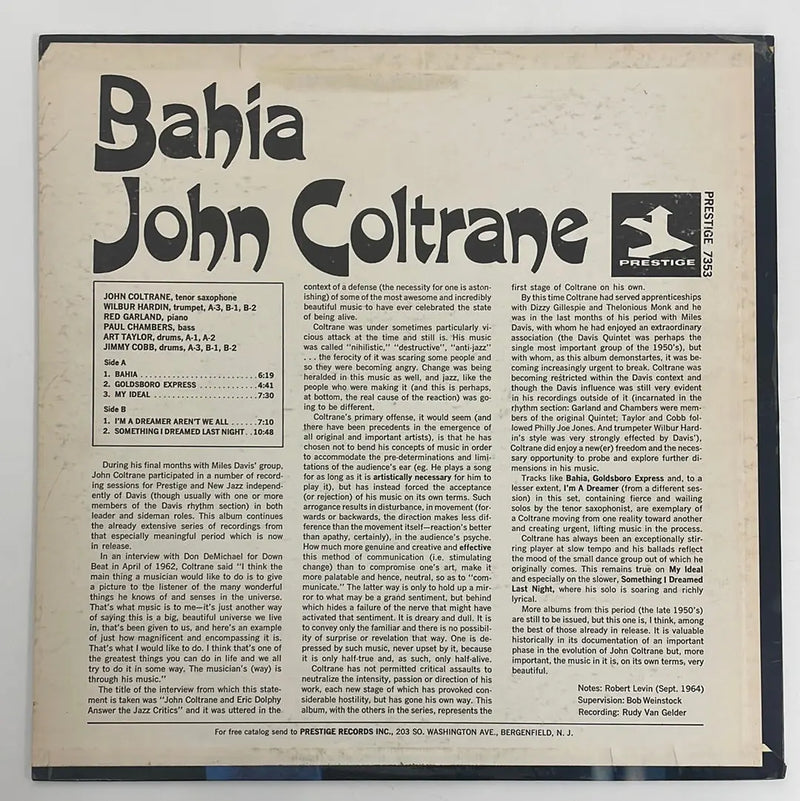 Bahia
John Coltrane
PRESTIGE
PRESTIGE 7353
JOHN COLTRANE, tenor saxophone
WILBUR HARDIN, trumpet, A-3, B-1, B-2
RED GARLAND, piano
PAUL CHAMBERS, bass
ART TAYLOR, drums, A-1, A-2
JIMMY COBB, drums, A-3, B-1, B-2
Side A
1. BAHIA . . . . . . . . . . . . . . . . . . . . . 6:19
2. GOLDSBORO EXPRESS . . . . . . . . . . . 4:41
3. MY IDEAL . . . . . . . . . . . . . . . . . . . 7:30
Side B
1. I'M A DREAMER AREN'T WE ALL . . . . . . 7:10
2. SOMETHING I DREAMED LAST NIGHT . 10:48
During his final months with Miles Davis' group,
John Coltrane participated in a number of record-
ing sessions for Prestige and New Jazz independ-
ently of Davis (though usually with one or more
members of the Davis rhythm section) in both
leader and sideman roles. This album continues
the already extensive series of recordings from
that especially meaningful period which is now
in release.
In an interview with Don DeMichael for Down
Beat in April of 1962, Coltrane said "I think the
main thing a musician would like to do is to give
a picture to the listener of the many wonderful
things he knows of and senses in the universe.
That's what music is to me—it's just another way
of saying this is a big, beautiful universe we live
in, that's been given to us, and here's an example
of just how magnificent and encompassing it is.
That's what I would like to do. I think that's one of
the greatest things you can do in life and we all
try to do it in some way. The musician's (way) is
through his music."
The title of the interview from which this state-
ment is taken was "John Coltrane and Eric Dolphy
Answer the Jazz Critics" and it was uttered in the
context of a defense (the necessity for one is aston-
ishing) of some of the most awesome and incredibly
beautiful music to have ever celebrated the state
of being alive.
Coltrane was under sometimes particularly vi-
cious attack at the time and still is. His music
was called "nihilistic," "destructive", "anti-jazz"
. . . the ferocity of it was scaring some people and
so they were becoming angry. Change was being
heralded in this music as well, and jazz, like the
people who were making it (and this is perhaps,
at bottom, the real cause of the reaction) was go-
ing to be different.
Coltrane's primary offense, it would seem (and
there have been precedents in the emergence of
all original and important artists), is that he has
chosen not to bend his concepts of music in order
to accommodate the pre-determinations and limi-
tations of the audience's ear (eg. He plays a song
for as long as it is artistically necessary for him to
play it), but has instead forced the acceptance
(or rejection) of his music on its own terms. Such
arrogance results in disturbance, in movement (for-
wards or backwards, the direction makes less dif-
ference than the movement itself—reaction's better
than apathy, certainly), in the audience's psyche.
How much more genuine and creative and effective
this method of communication (i.e. stimulating
change) than to compromise one's art, make it
more palatable and hence, neutral, so as to "com-
municate." The latter way is only to hold up a mir-
ror to what may be a grand sentiment, but behind
which hides a failure of the nerve that might have
activated that sentiment. It is dreary and dull. It is
to convey only the familiar and there is no possibil-
ity of surprise or revelation that way. One is de-
pressed by such music, never upset by it, because
it is only half-true and, as such, only half-alive.
Coltrane has not permitted critical assaults to
neutralize the intensity, passion or direction of his
work, each new stage of which has provoked con-
siderable hostility, but has gone his own way. This
album, with the others in the series, represents the
first stage of Coltrane on his own.
By this time Coltrane had served apprenticeships
with Dizzy Gillespie and Thelonious Monk and he
was in the last months of his period with Miles
Davis, with whom he had enjoyed an extraordinary
association (the Davis Quintet was perhaps the
single most important group of the 1950's), but
with whom, as this album demonstartes, it was be-
coming increasingly urgent to break. Coltrane was
becoming restricted within the Davis context and
though the Davis influence was still very evident
in his recordings outside of it (incarnated in the
rhythm section: Garland and Chambers were mem-
bers of the original Quintet; Taylor and Cobb fol-
lowed Philly Joe Jones. And trumpeter Wilbur Hard-
in's style was very strongly effected by Davis'),
Coltrane did enjoy a new(er) freedom and the neces-
sary opportunity to probe and explore further di-
mensions in his music.
Tracks like Bahia, Goldsboro Express and, to a
lesser extent, I'm A Dreamer (from a different ses-
sion) in this set, containing fierce and wailing
solos by the tenor saxophonist, are exemplary of
a Coltrane moving from one reality toward another
and creating urgent, lifting music in the process.
Coltrane has always been an exceptionally stir-
ring player at slow tempo and his ballads reflect
the mood of the small dance group out of which he
originally comes. This remains true on My Ideal
and especially on the slower, Something I Dreamed
Last Night, where his solo is soaring and richly
lyrical.
More albums from this period (the late 1950's)
are still to be issued, but this one is, I think, among
the best of those already in release. It is valuable
historically in its documentation of an important
phase in the evolution of John Coltrane but, more
important, the music in it is, on its own terms, very
beautiful.
Notes: Robert Levin (Sept. 1964)
Supervision: Bob Weinstock
Recording: Rudy Van Gelder
For free catalog send to PRESTIGE RECORDS INC., 203 SO. WASHINGTON AVE., BERGENFIELD, N. J.